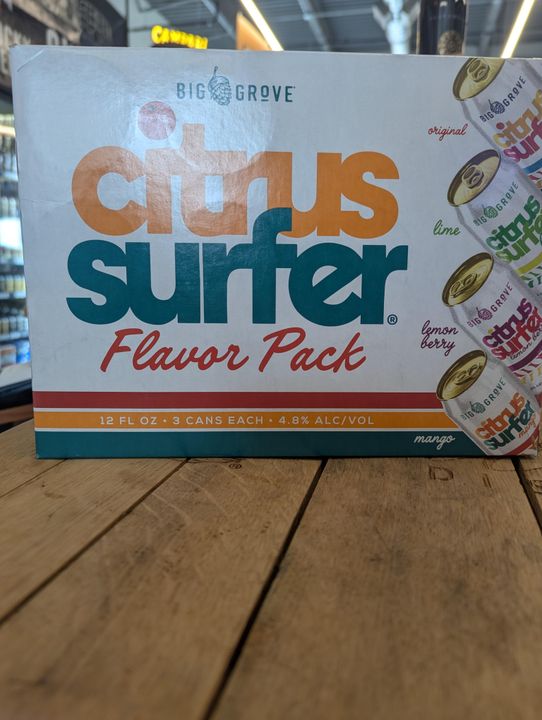 BIG GROVE
citrus
surfer®
Flavor Pack
12 FL OZ • 3 CANS EACH • 4.8% ALC/VOL
original
BIG GROVE
citrus
surfer
lime
BIG GROVE
citrus
surfer
lemon
berry
BIG GROVE
citrus
surfer
mango
BIG GROVE
citrus
surfer